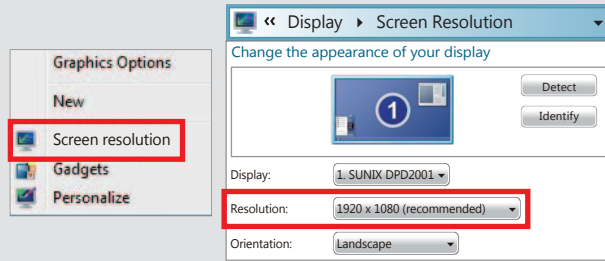 Graphics Options
New
Screen resolution
Gadgets
Personalize
« Display ▸ Screen Resolution
Change the appearance of your display
1
Detect
Identify
Display: 1. SUNIX DPD2001
Resolution: 1920 x 1080 (recommended)
Orientation: Landscape